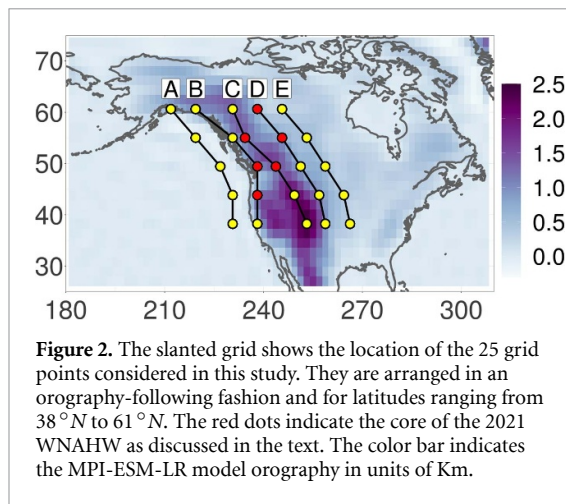 70
60
50
40
30
A B C D E
2.5
2.0
1.5
1.0
0.5
0.0
180 210 240 270 300
Figure 2. The slanted grid shows the location of the 25 grid
points considered in this study. They are arranged in an
orography-following fashion and for latitudes ranging from
38°N to 61°N. The red dots indicate the core of the 2021
WNAHW as discussed in the text. The color bar indicates
the MPI-ESM-LR model orography in units of Km.